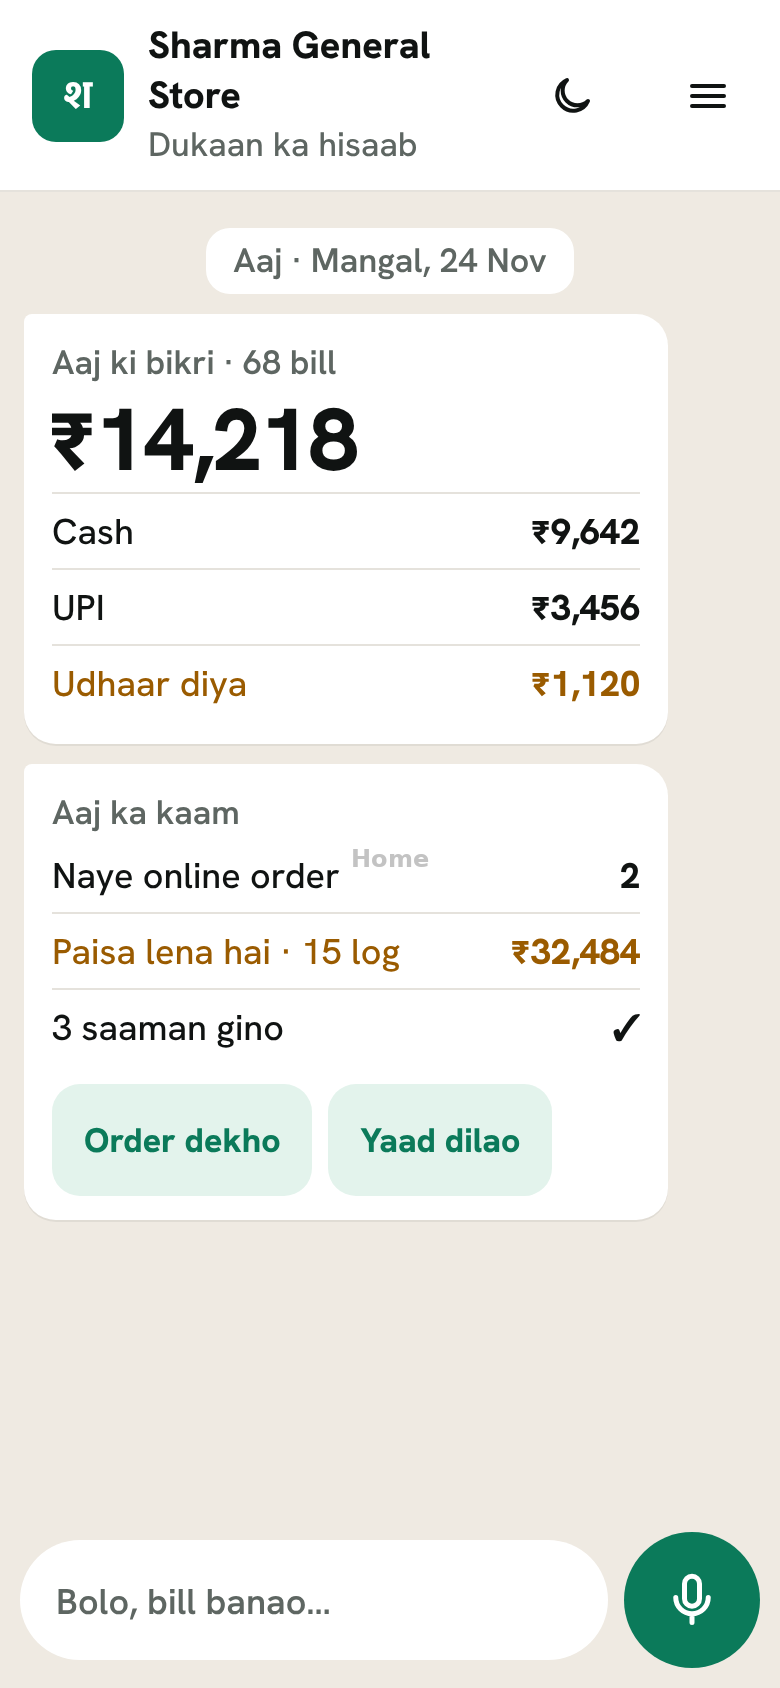 श
Sharma General
Store
Dukaan ka hisaab
Aaj · Mangal, 24 Nov
Aaj ki bikri · 68 bill
₹14,218
Cash ₹9,642
UPI ₹3,456
Udhaar diya ₹1,120
Aaj ka kaam
Home
Naye online order 2
Paisa lena hai · 15 log ₹32,484
3 saaman gino ✓
Order dekho Yaad dilao
Bolo, bill banao...